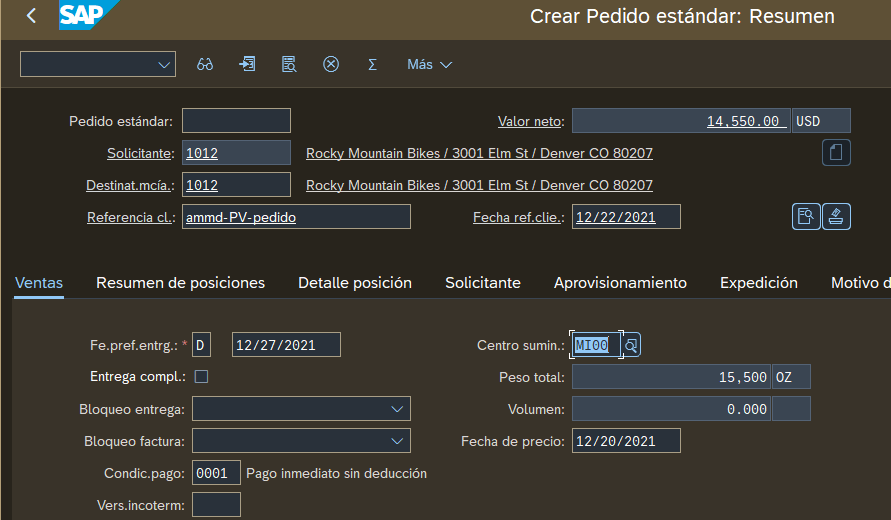 SAP
Crear Pedido estándar: Resumen
Más
Pedido estándar:
Valor neto: 14,550.00 USD
Solicitante: 1012 Rocky Mountain Bikes / 3001 Elm St / Denver CO 80207
Destinat.mcía.: 1012 Rocky Mountain Bikes / 3001 Elm St / Denver CO 80207
Referencia cl.: ammd-PV-pedido Fecha ref.clie.: 12/22/2021
Ventas Resumen de posiciones Detalle posición Solicitante Aprovisionamiento Expedición Motivo d
Fe.pref.entrg.: * D 12/27/2021 Centro sumin.: MI00
Entrega compl.: Peso total: 15,500 OZ
Bloqueo entrega: Volumen: 0.000
Bloqueo factura: Fecha de precio: 12/20/2021
Condic.pago: 0001 Pago inmediato sin deducción
Vers.incoterm: